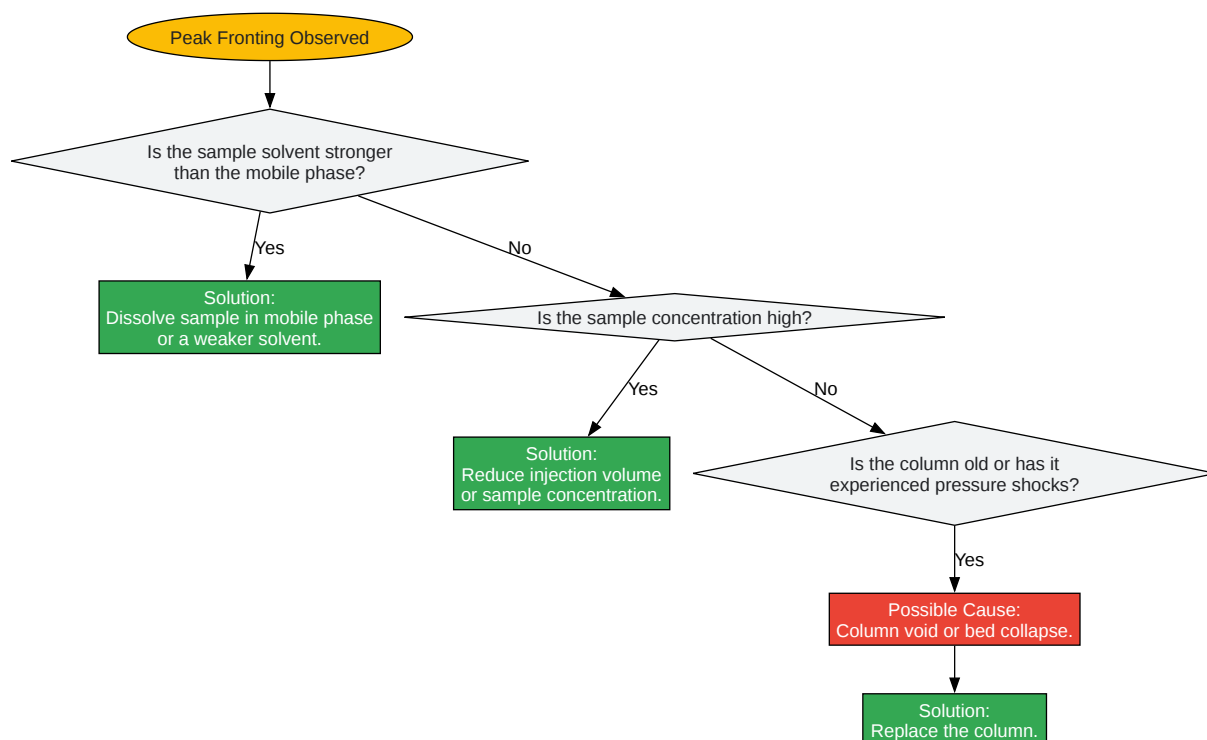 Peak Fronting Observed
Is the sample solvent stronger
than the mobile phase?
Yes
No
Solution:
Dissolve sample in mobile phase
or a weaker solvent.
Is the sample concentration high?
Yes
No
Solution:
Reduce injection volume
or sample concentration.
Is the column old or has it
experienced pressure shocks?
Yes
Possible Cause:
Column void or bed collapse.
Solution:
Replace the column.